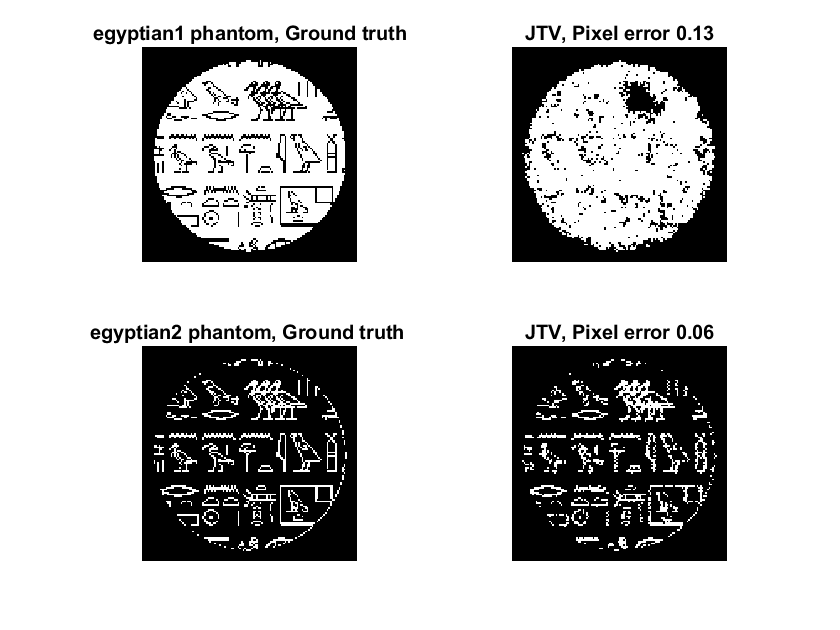 egyptian1 phantom, Ground truth
JTV, Pixel error 0.13
egyptian2 phantom, Ground truth
JTV, Pixel error 0.06